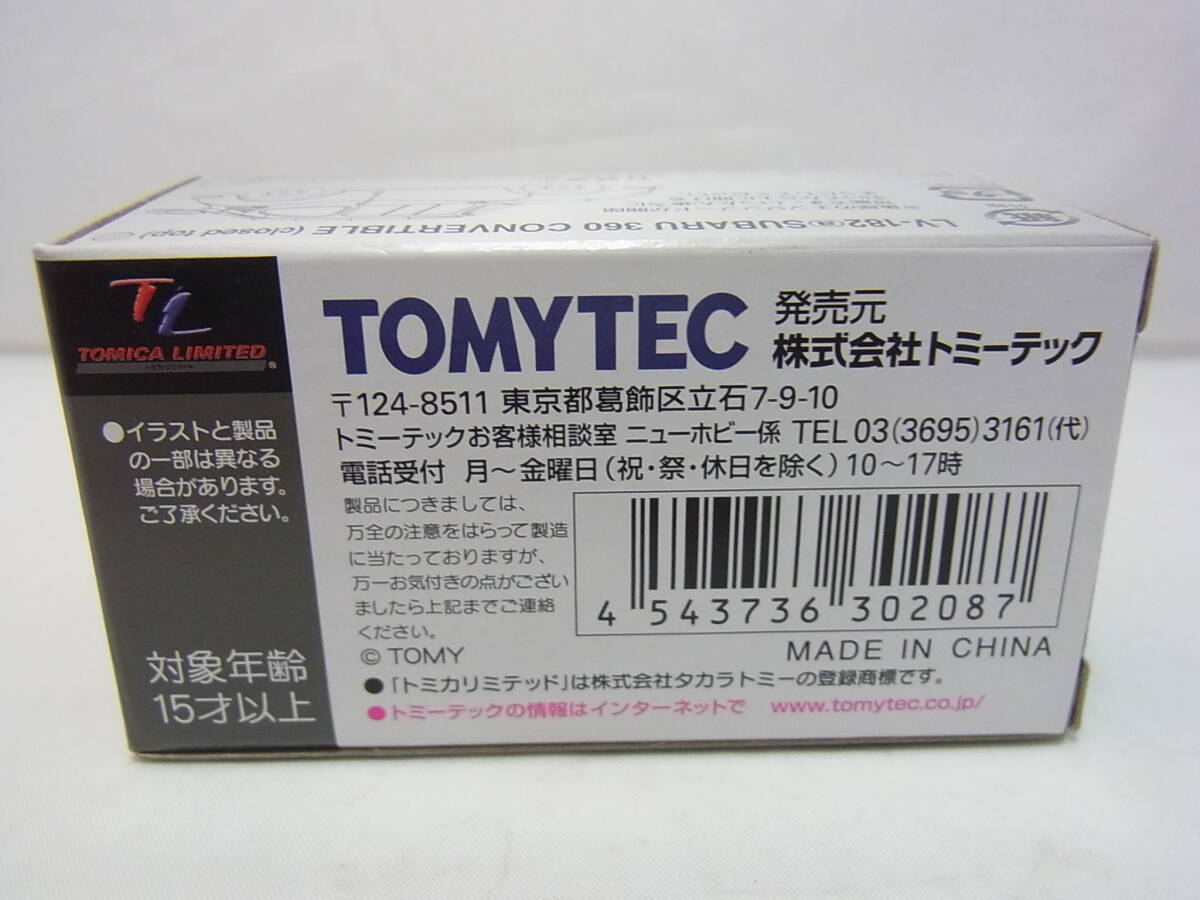 LV-182ⓐ SUBARU 360 CONVERTIBLE (closed top)
紙
TL
TOMICA LIMITED
®
●イラストと製品
の一部は異なる
場合があります。
ご了承ください。
対象年齢
15才以上
TOMYTEC
発売元
株式会社トミーテック
〒124-8511 東京都葛飾区立石7-9-10
トミーテックお客様相談室 ニューホビー係 TEL 03(3695)3161(代)
電話受付 月～金曜日(祝・祭・休日を除く)10～17時
製品につきましては、
万全の注意をはらって製造
に当たっておりますが、
万一お気付きの点がござい
ましたら上記までご連絡
ください。
© TOMY
4 543736 302087
MADE IN CHINA
●「トミカリミテッド」は株式会社タカラトミーの登録商標です。
●トミーテックの情報はインターネットで www.tomytec.co.jp/